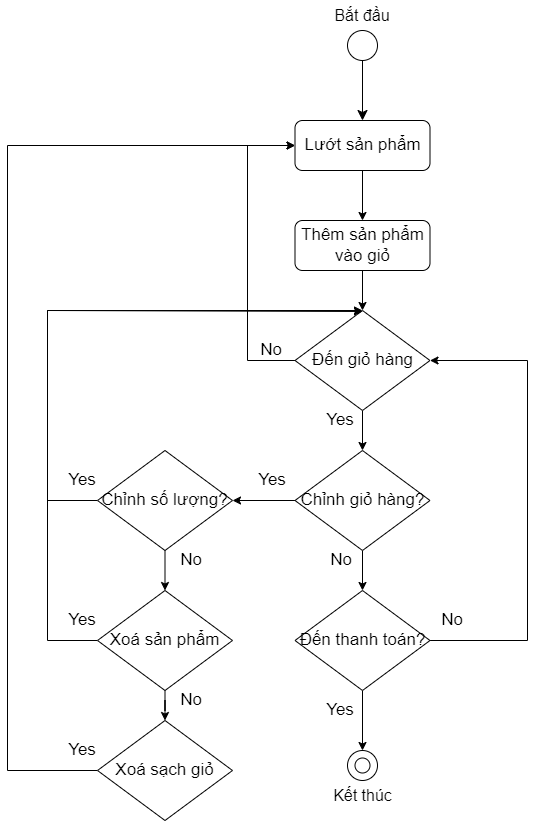 Bắt đầu
Lướt sản phẩm
Thêm sản phẩm
vào giỏ
No
Đến giỏ hàng
Yes
Yes
Chỉnh số lượng?
Yes
Chỉnh giỏ hàng?
No
No
Yes
Xoá sản phẩm
Đến thanh toán?
No
No
Yes
Yes
Xoá sạch giỏ
Kết thúc